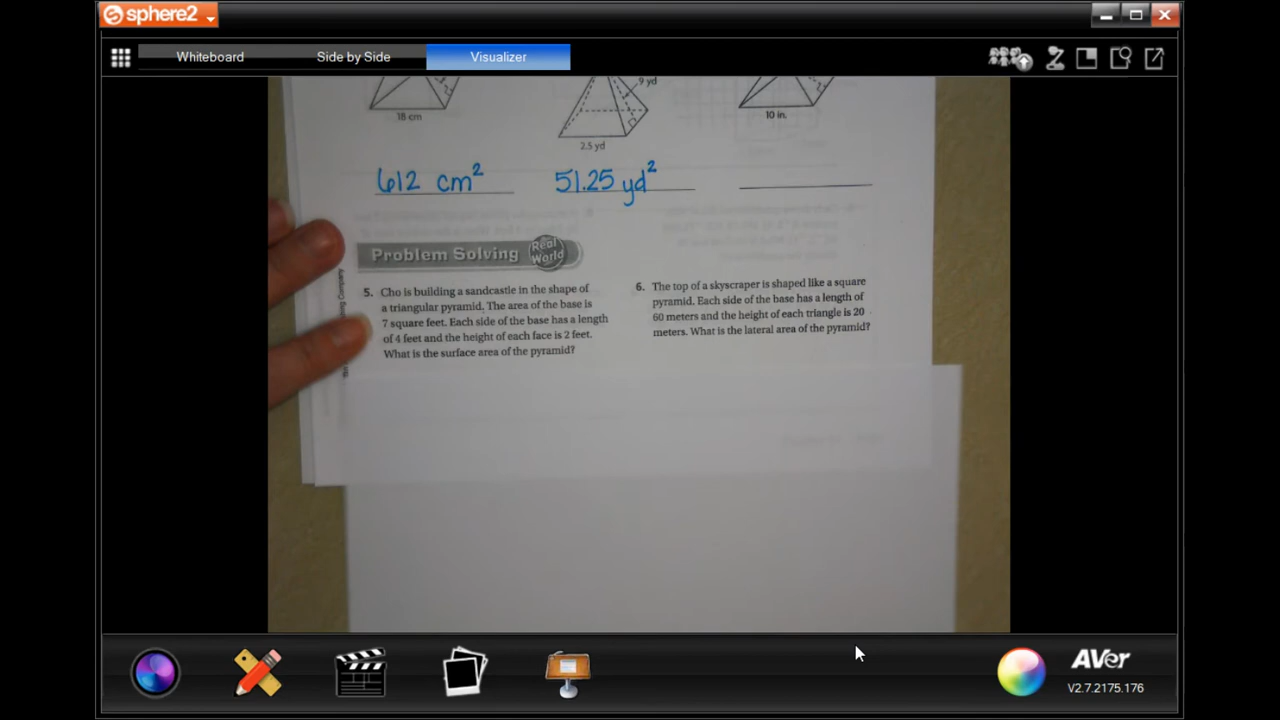 sphere2
Whiteboard
Side by Side
Visualizer
9 yd
18 cm
2.5 yd
10 in.
612 cm²
51.25 yd²
Problem Solving Real World
5. Cho is building a sandcastle in the shape of
a triangular pyramid. The area of the base is
7 square feet. Each side of the base has a length
of 4 feet and the height of each face is 2 feet.
What is the surface area of the pyramid?
6. The top of a skyscraper is shaped like a square
pyramid. Each side of the base has a length of
60 meters and the height of each triangle is 20
meters. What is the lateral area of the pyramid?
AVer
V2.7.2175.176